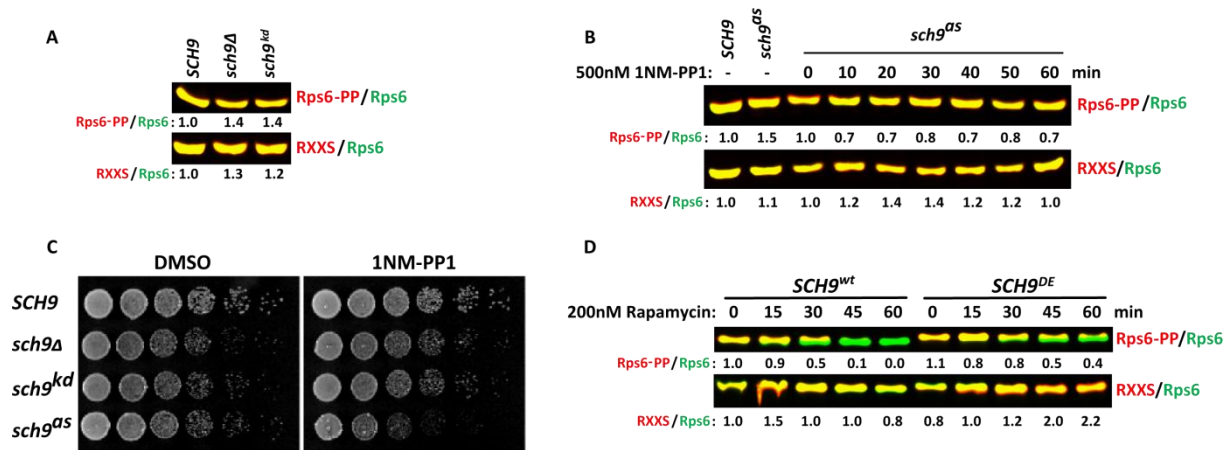 A
SCH9
sch9Δ
sch9kd
Rps6-PP/Rps6
Rps6-PP/Rps6: 1.0 1.4 1.4
RXXS/Rps6
RXXS/Rps6: 1.0 1.3 1.2
B
SCH9
sch9as
sch9as
500nM 1NM-PP1: - - 0 10 20 30 40 50 60 min
Rps6-PP/Rps6
Rps6-PP/Rps6: 1.0 1.5 1.0 0.7 0.7 0.8 0.7 0.8 0.7
RXXS/Rps6
RXXS/Rps6: 1.0 1.1 1.0 1.2 1.4 1.4 1.2 1.2 1.0
C
DMSO 1NM-PP1
SCH9
sch9Δ
sch9kd
sch9as
D
SCH9wt SCH9DE
200nM Rapamycin: 0 15 30 45 60 0 15 30 45 60 min
Rps6-PP/Rps6
Rps6-PP/Rps6: 1.0 0.9 0.5 0.1 0.0 1.1 0.8 0.8 0.5 0.4
RXXS/Rps6
RXXS/Rps6: 1.0 1.5 1.0 1.0 0.8 0.8 1.0 1.2 2.0 2.2